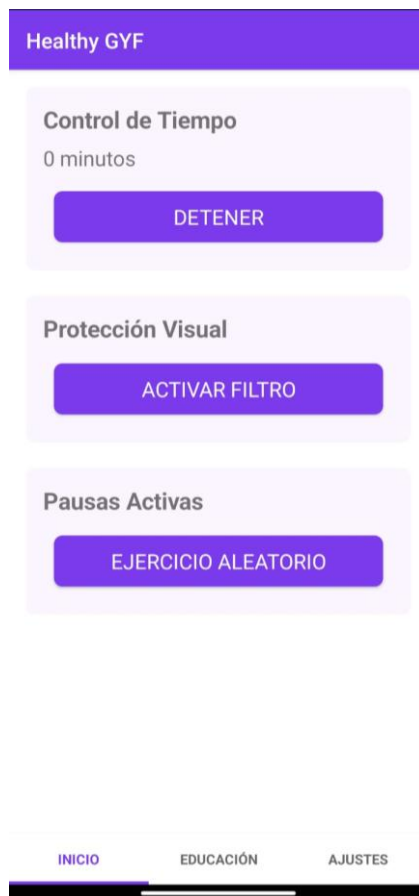 Healthy GYF
Control de Tiempo
0 minutos
DETENER
Protección Visual
ACTIVAR FILTRO
Pausas Activas
EJERCICIO ALEATORIO
INICIO EDUCACIÓN AJUSTES